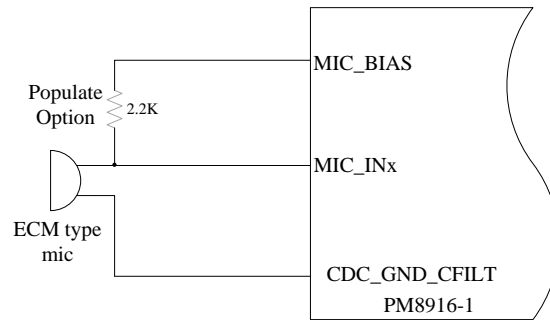 MIC_BIAS
Populate
Option
2.2K
MIC_INx
ECM type
mic
CDC_GND_CFILT
PM8916-1